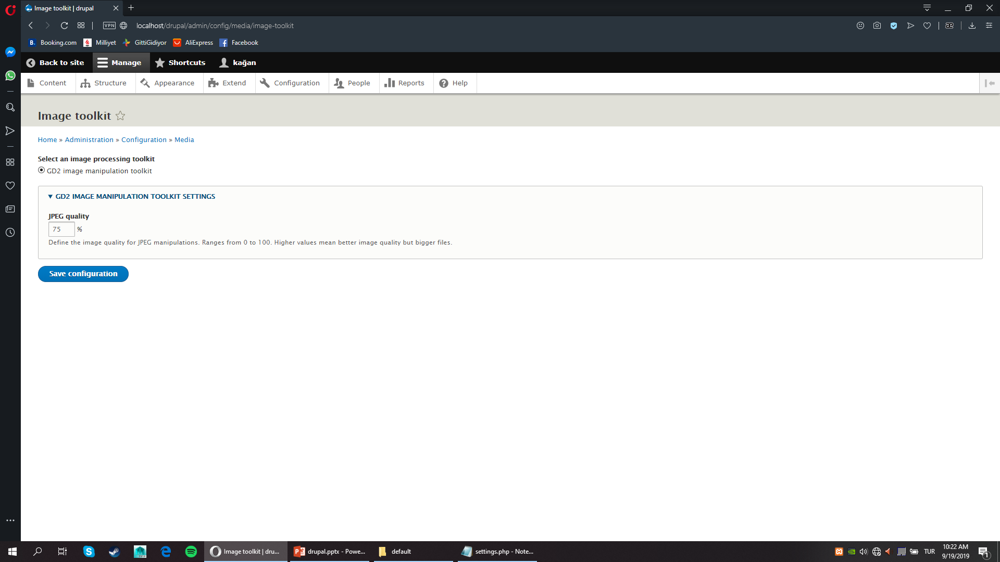 Image toolkit | drupal
VPN localhost/drupal/admin/config/media/image-toolkit
B. Booking.com Milliyet GittiGidiyor AliExpress Facebook
Back to site Manage Shortcuts kağan
Content Structure Appearance Extend Configuration People Reports Help
Image toolkit
Home » Administration » Configuration » Media
Select an image processing toolkit
GD2 image manipulation toolkit
GD2 IMAGE MANIPULATION TOOLKIT SETTINGS
JPEG quality
75 %
Define the image quality for JPEG manipulations. Ranges from 0 to 100. Higher values mean better image quality but bigger files.
Save configuration
Image toolkit | dru... drupal.pptx - Powe... default settings.php - Note... TUR
10:22 AM
9/19/2019
1